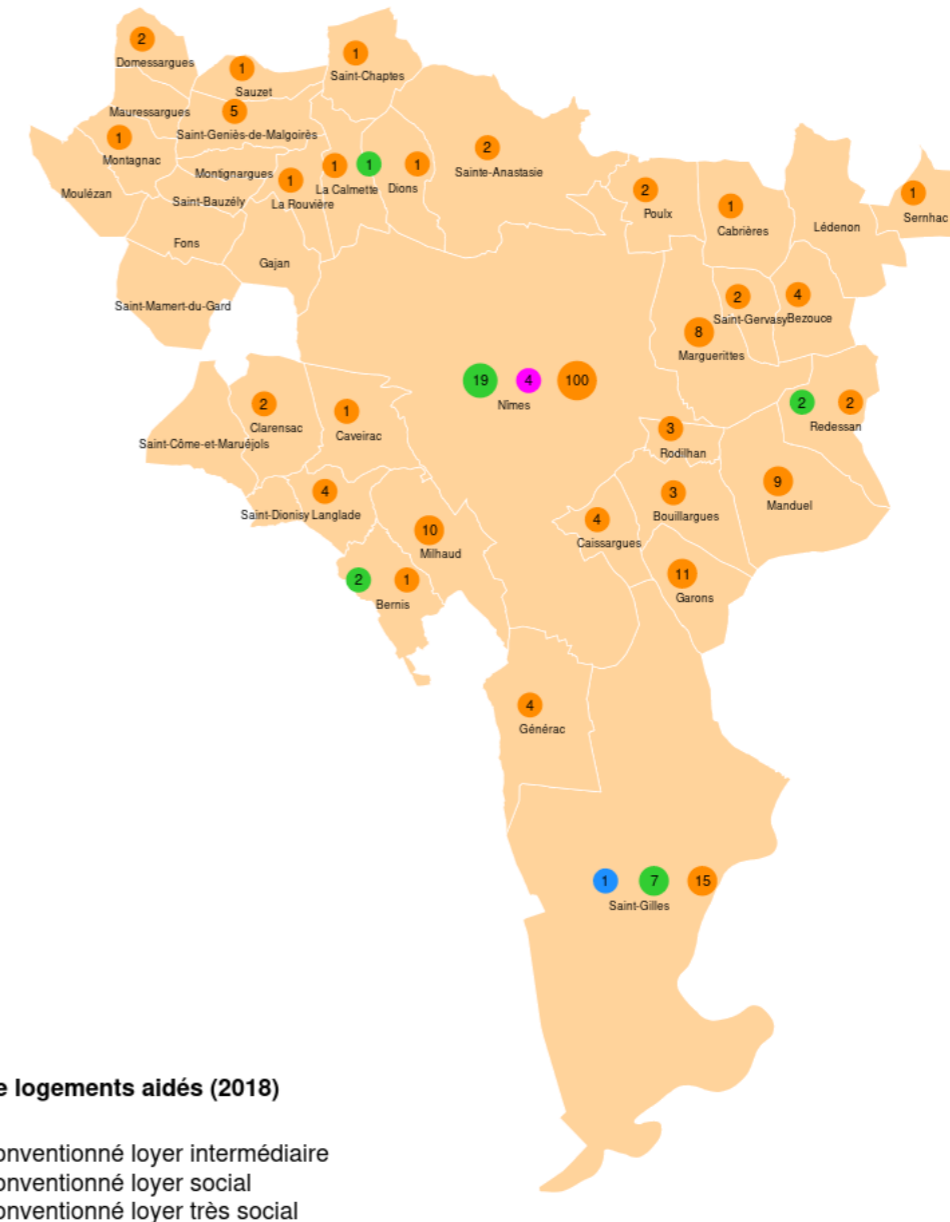 2
Domessargues
1
Sauzet
1
Saint-Chaptes
Mauressargues
5
Saint-Geniès-de-Malgoirès
1
Montagnac
Moulézan
Montignargues
Saint-Bauzély
1
La Rouvière
1
1
La Calmette
1
Dions
2
Sainte-Anastasie
2
Poulx
1
Cabrières
Lédenon
1
Sernhac
Fons
Gajan
Saint-Mamert-du-Gard
2
Saint-Gervasy
4
Bezouce
8
Marguerittes
19 4 100
Nîmes
2 2
Redessan
2
Clarensac
1
Caveirac
Saint-Côme-et-Maruéjols
3
Rodilhan
9
Manduel
4
Saint-Dionisy Langlade
3
Bouillargues
4
Caissargues
10
Milhaud
11
Garons
2 1
Bernis
4
Générac
1 7 15
Saint-Gilles
e logements aidés (2018)
onventionné loyer intermédiaire
onventionné loyer social
onventionné loyer très social